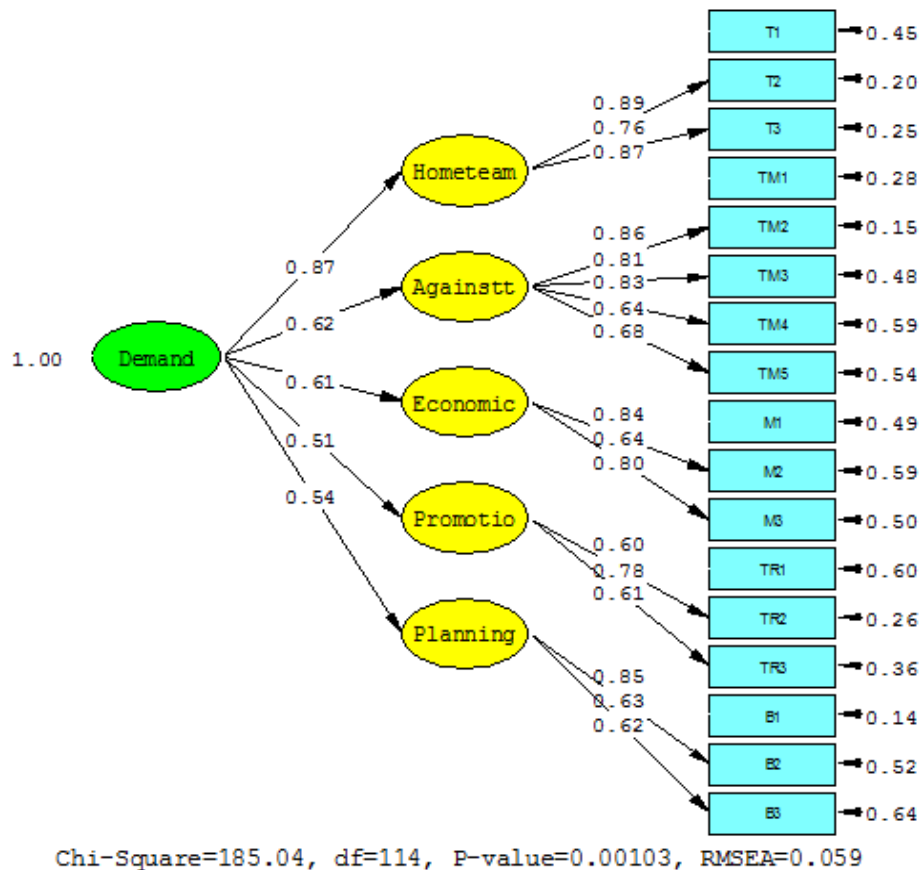 T1 0.45
T2 0.20
0.89
0.76
T3 0.25
0.87
Hometeam
TM1 0.28
TM2 0.15
0.86
0.81
0.87
TM3 0.48
0.83
Againstt
0.64
TM4 0.59
0.62
0.68
1.00 Demand
TM5 0.54
0.61
Economic
0.84
M1 0.49
0.64
0.51
0.80
M2 0.59
0.54
Promotio
M3 0.50
0.60
0.78
TR1 0.60
0.61
TR2 0.26
Planning
TR3 0.36
0.85
0.63
B1 0.14
0.62
B2 0.52
B3 0.64
Chi-Square=185.04, df=114, P-value=0.00103, RMSEA=0.059